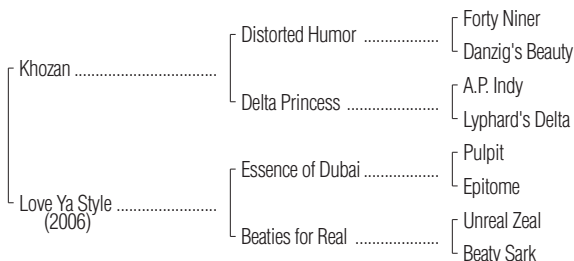 Forty Niner
Distorted Humor ..................
Danzig's Beauty
Khozan ..................................
A.P. Indy
Delta Princess ......................
Lyphard's Delta
Pulpit
Essence of Dubai ..................
Epitome
Love Ya Style ........................
(2006)
Unreal Zeal
Beaties for Real ....................
Beaty Sark